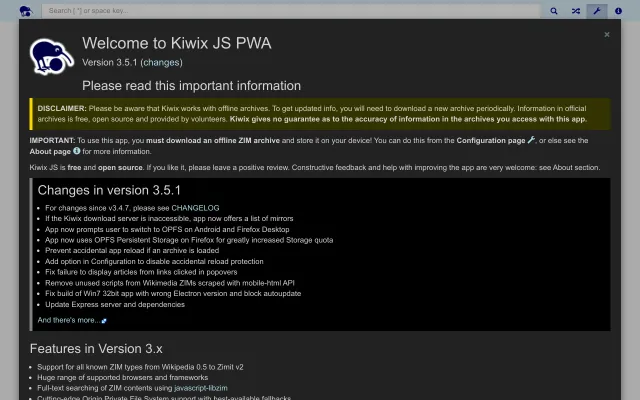 Search [.*] or space key...
Welcome to Kiwix JS PWA
Version 3.5.1 (changes)
Please read this important information
DISCLAIMER: Please be aware that Kiwix works with offline archives. To get updated info, you will need to download a new archive periodically. Information in official
archives is free, open source and provided by volunteers. Kiwix gives no guarantee as to the accuracy of information in the archives you access with this app.
IMPORTANT: To use this app, you must download an offline ZIM archive and store it on your device! You can do this from the Configuration page, or else see the
About page for more information.
Kiwix JS is free and open source. If you like it, please leave a positive review. Constructive feedback and help with improving the app are very welcome: see About section.
Changes in version 3.5.1
• For changes since v3.4.7, please see CHANGELOG
• If the Kiwix download server is inaccessible, app now offers a list of mirrors
• App now prompts user to switch to OPFS on Android and Firefox Desktop
• App now uses OPFS Persistent Storage on Firefox for greatly increased Storage quota
• Prevent accidental app reload if an archive is loaded
• Add option in Configuration to disable accidental reload protection
• Fix failure to display articles from links clicked in popovers
• Remove unused scripts from Wikimedia ZIMs scraped with mobile-html API
• Fix build of Win7 32bit app with wrong Electron version and block autoupdate
• Update Express server and dependencies
And there's more...
Features in Version 3.x
• Support for all known ZIM types from Wikipedia 0.5 to Zimit v2
• Huge range of supported browsers and frameworks
• Full-text searching of ZIM contents using javascript-libzim
• Cutting-edge Origin Private File System support with best-available fallbacks